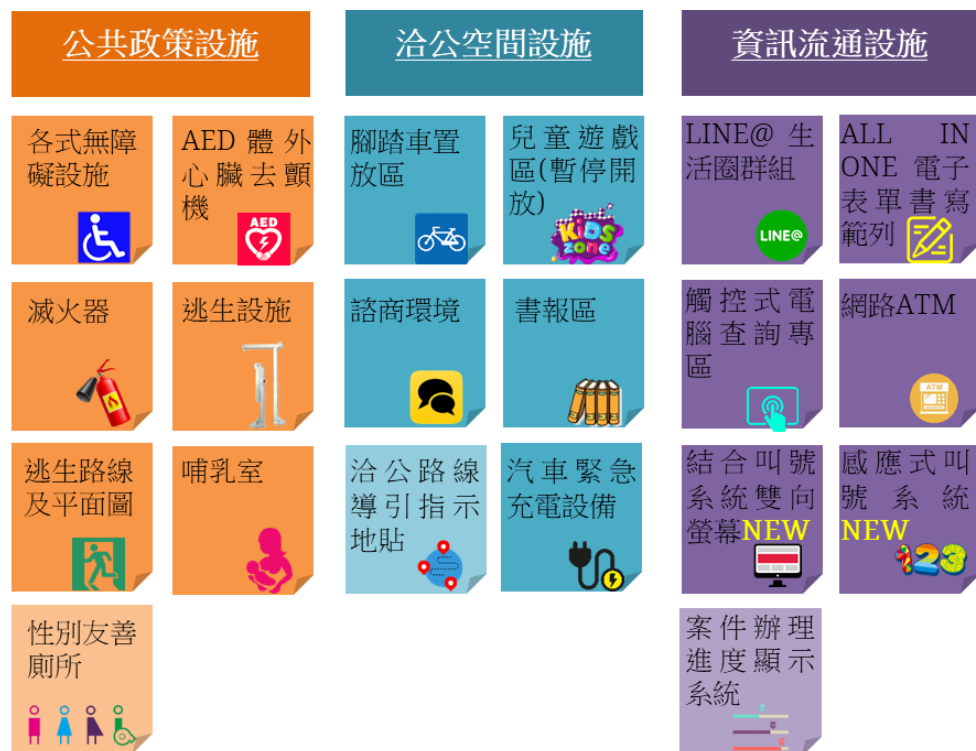 公共政策設施
洽公空間設施
資訊流通設施
各式無障
礙設施
AED 體外
心臟去顫
機
AED
腳踏車置
放區
兒童遊戲
區(暫停開
放)
KiDS
zone
LINE@ 生
活圈群組
LINE@
ALL IN
ONE 電子
表單書寫
範列
滅火器
逃生設施
諮商環境
書報區
觸控式電
腦查詢專
區
網路ATM
ATM
逃生路線
及平面圖
哺乳室
洽公路線
導引指示
地貼
汽車緊急
充電設備
結合叫號
系統雙向
螢幕NEW
感應式叫
號系統
NEW
123
性別友善
廁所
案件辦理
進度顯示
系統